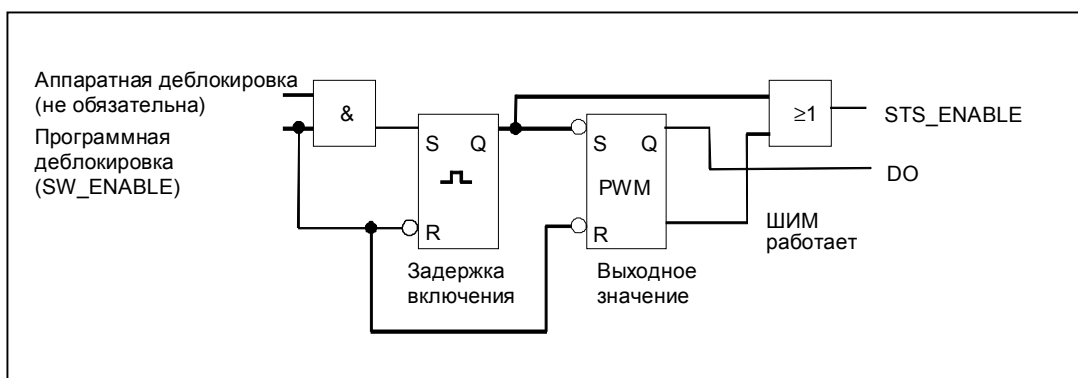 Аппаратная деблокировка
(не обязательна)
Программная
деблокировка
(SW_ENABLE)
&
S Q
R
Задержка
включения
S Q
PWM
R
Выходное
значение
≥1
STS_ENABLE
DO
ШИМ
работает